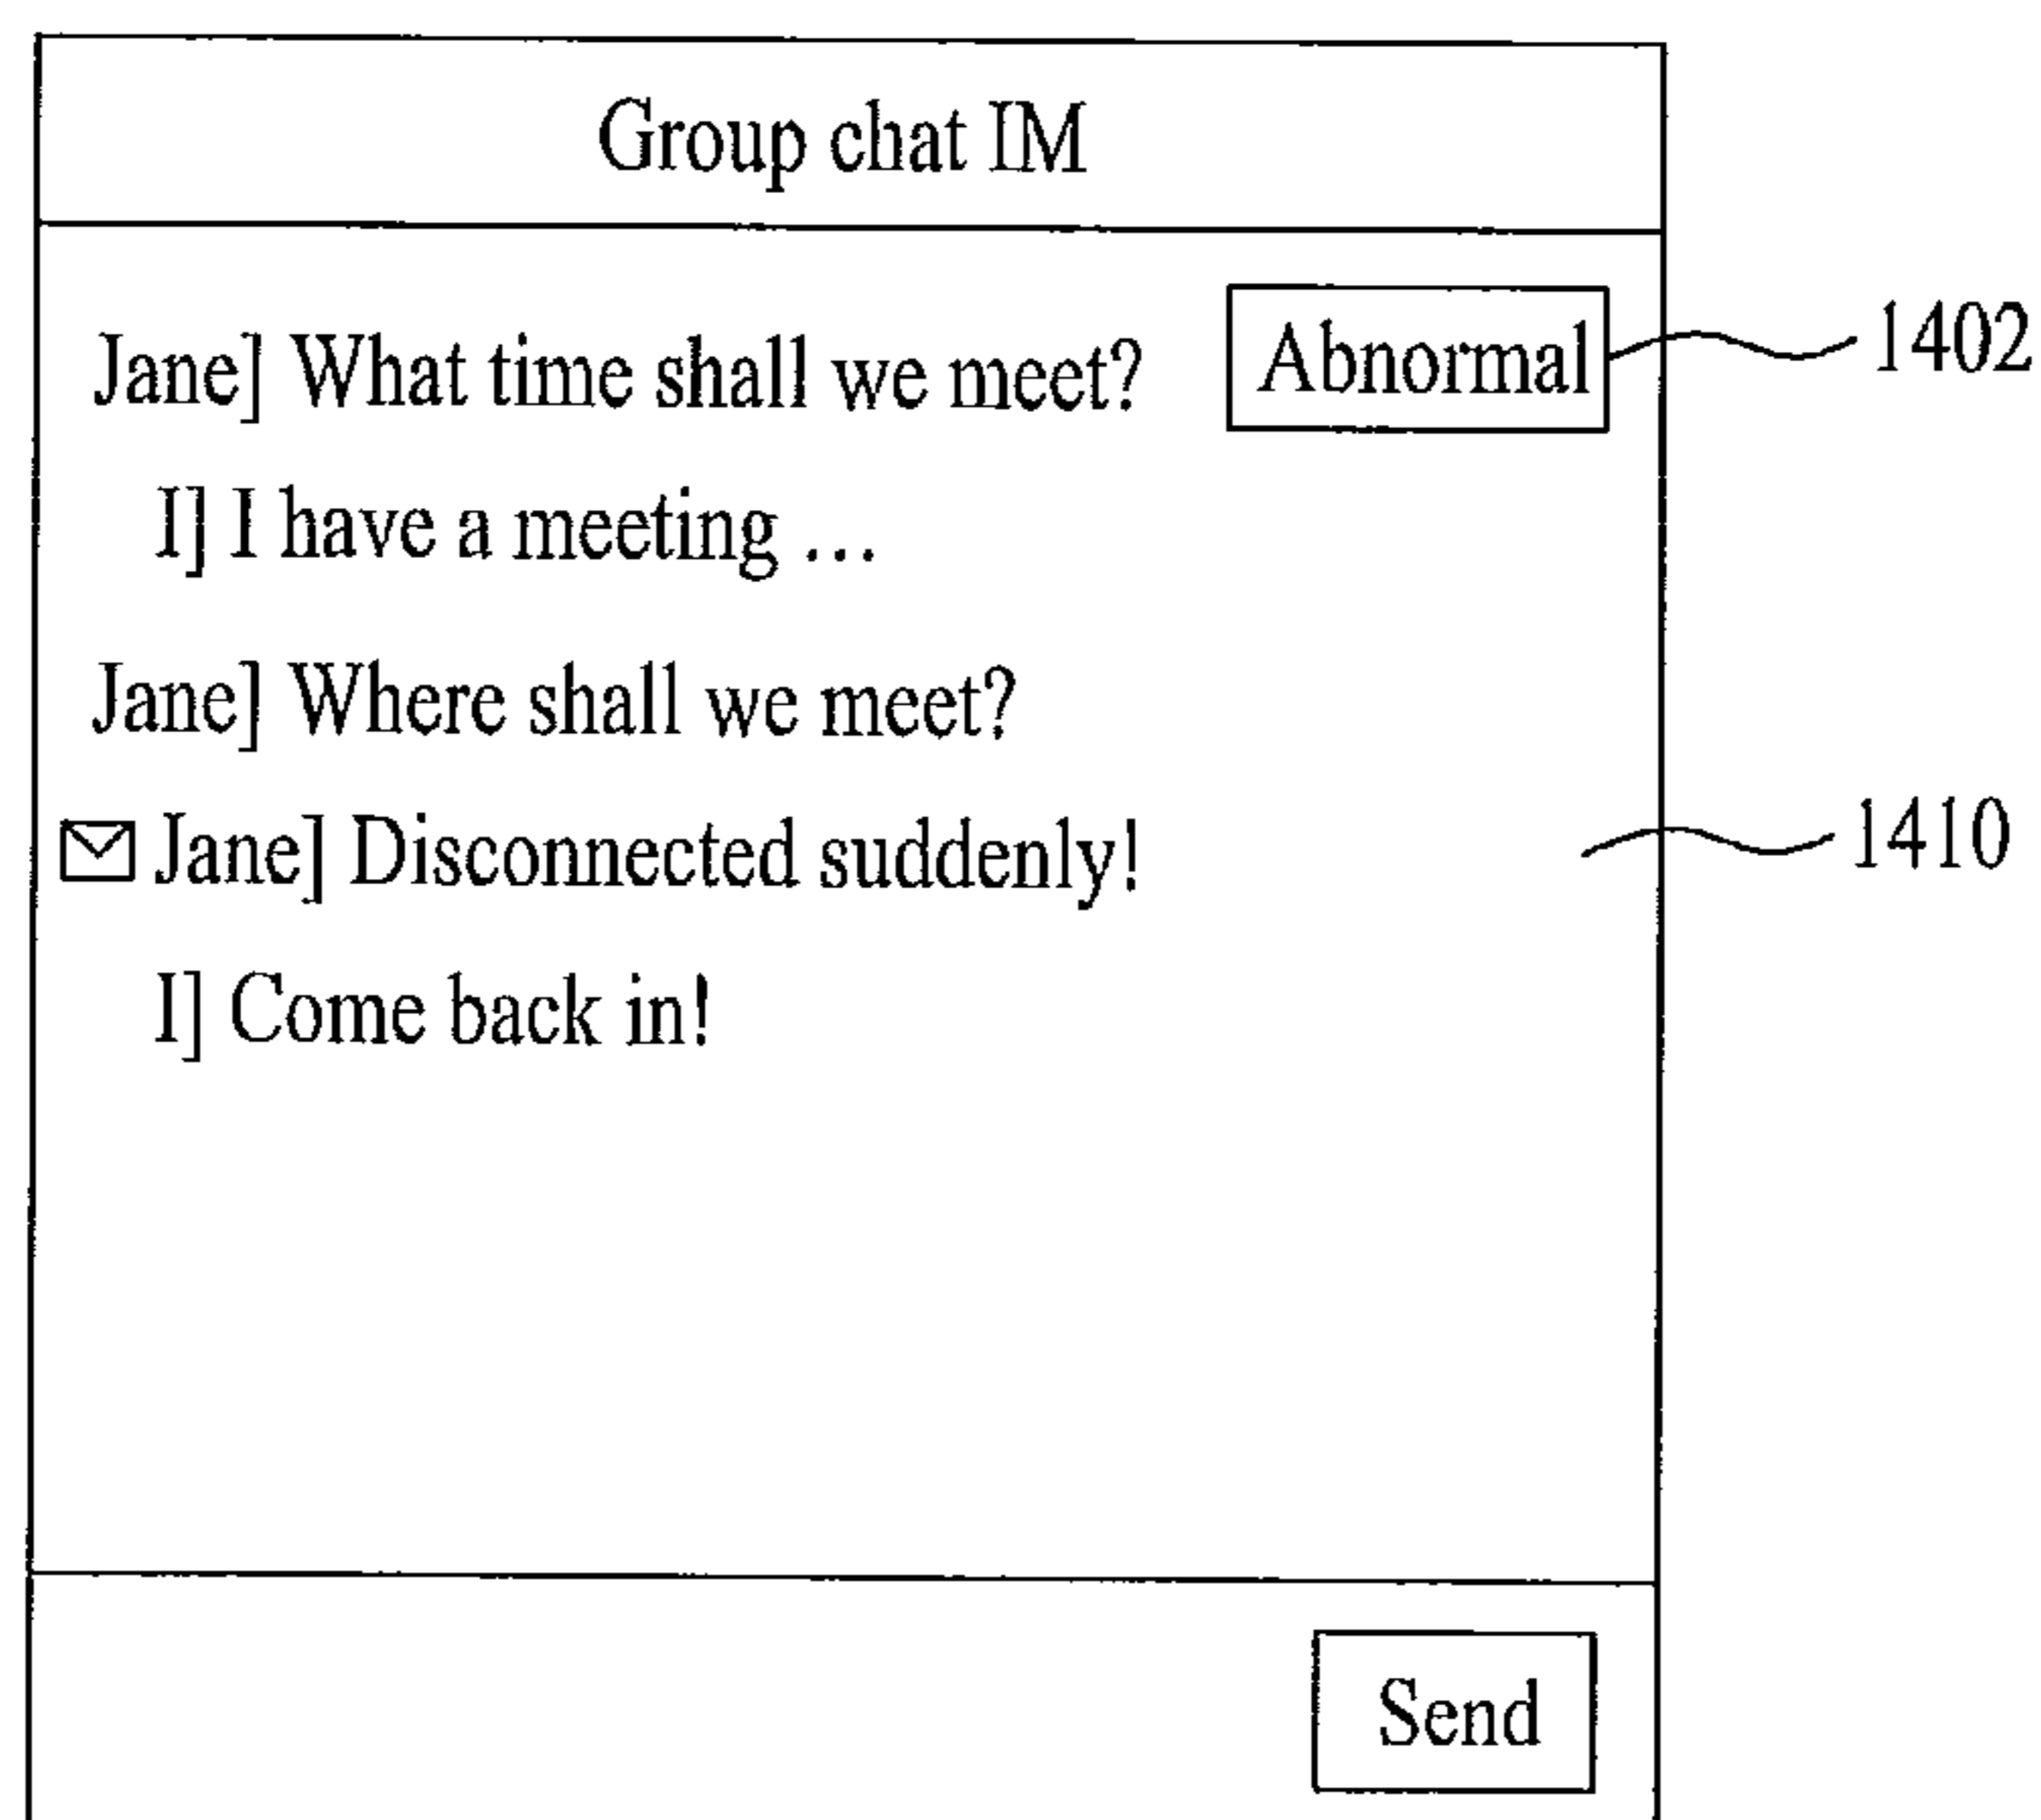 Group chat IM
Jane] What time shall we meet? Abnormal 1402
I] I have a meeting ...
Jane] Where shall we meet?
Jane] Disconnected suddenly! 1410
I] Come back in!
Send